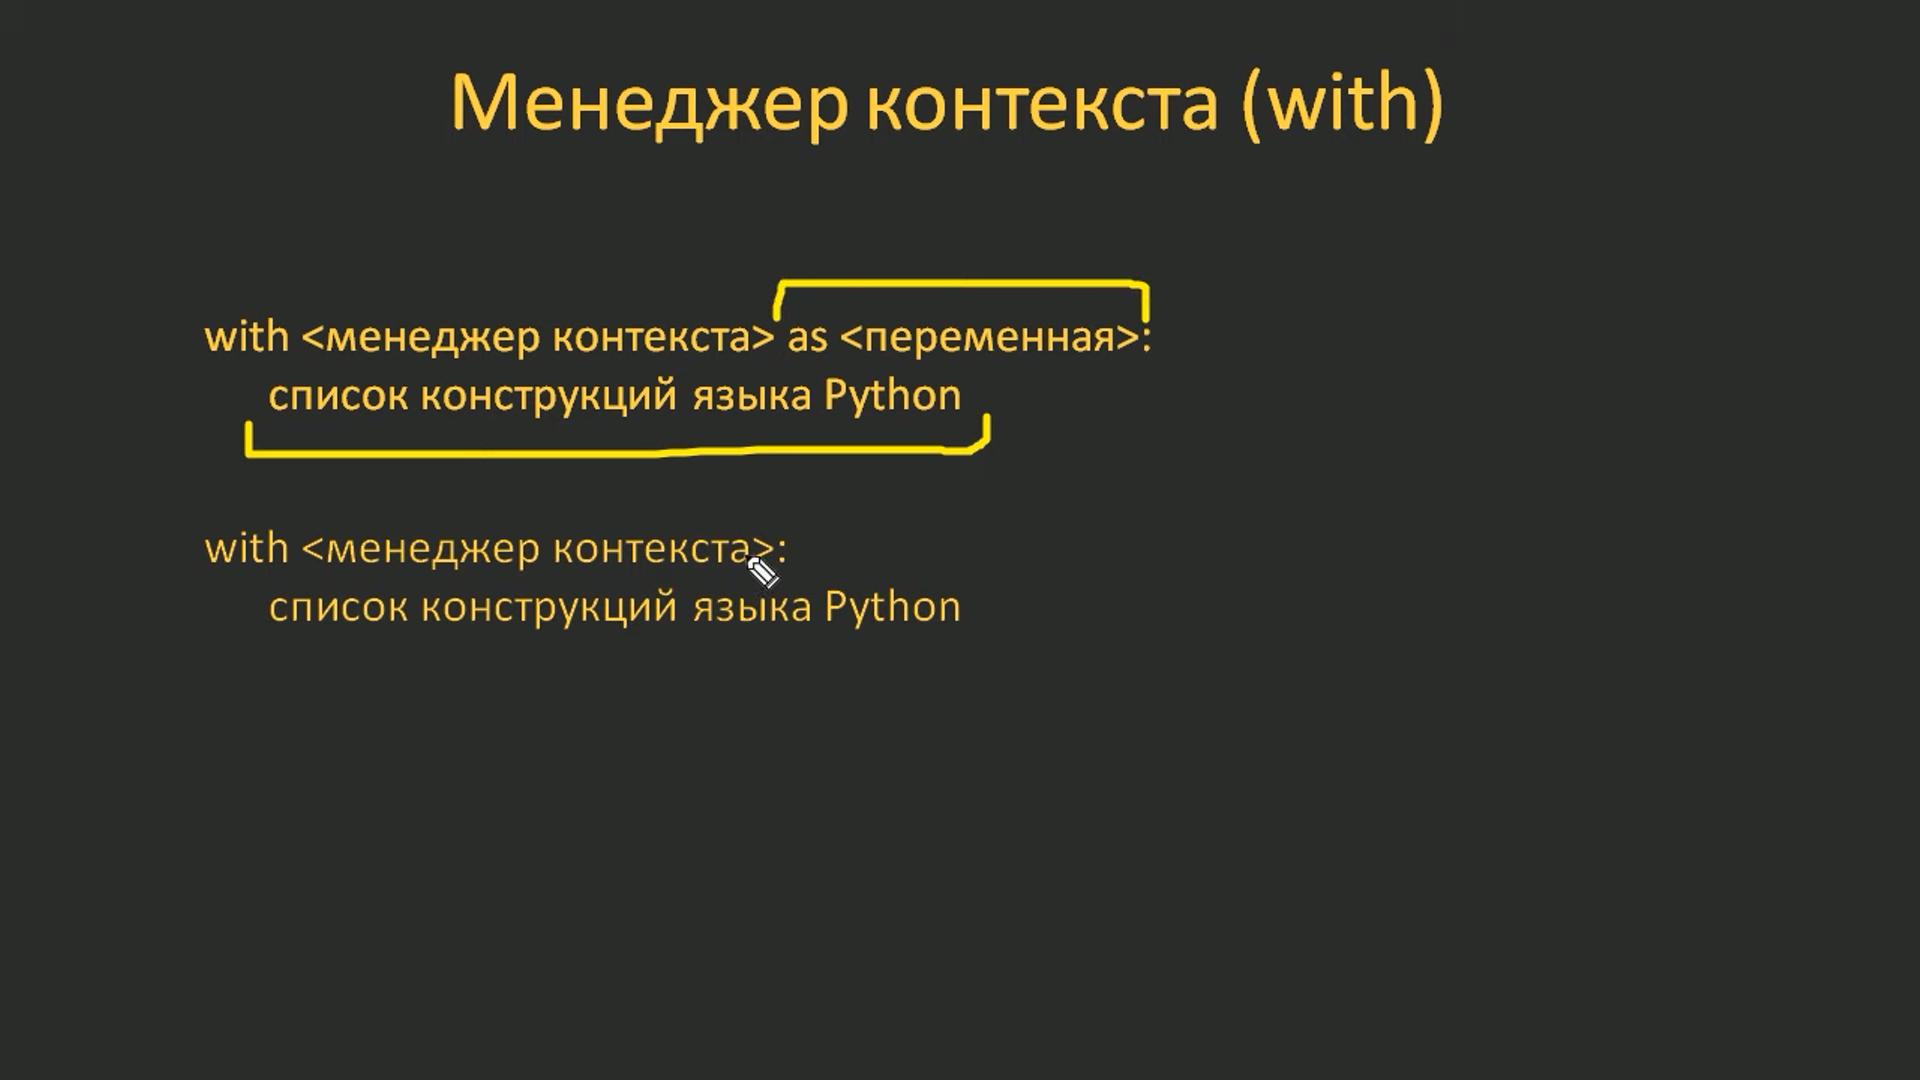 Менеджер контекста (with)
with <менеджер контекста> as <переменная>:
список конструкций языка Python
with <менеджер контекста>:
список конструкций языка Python